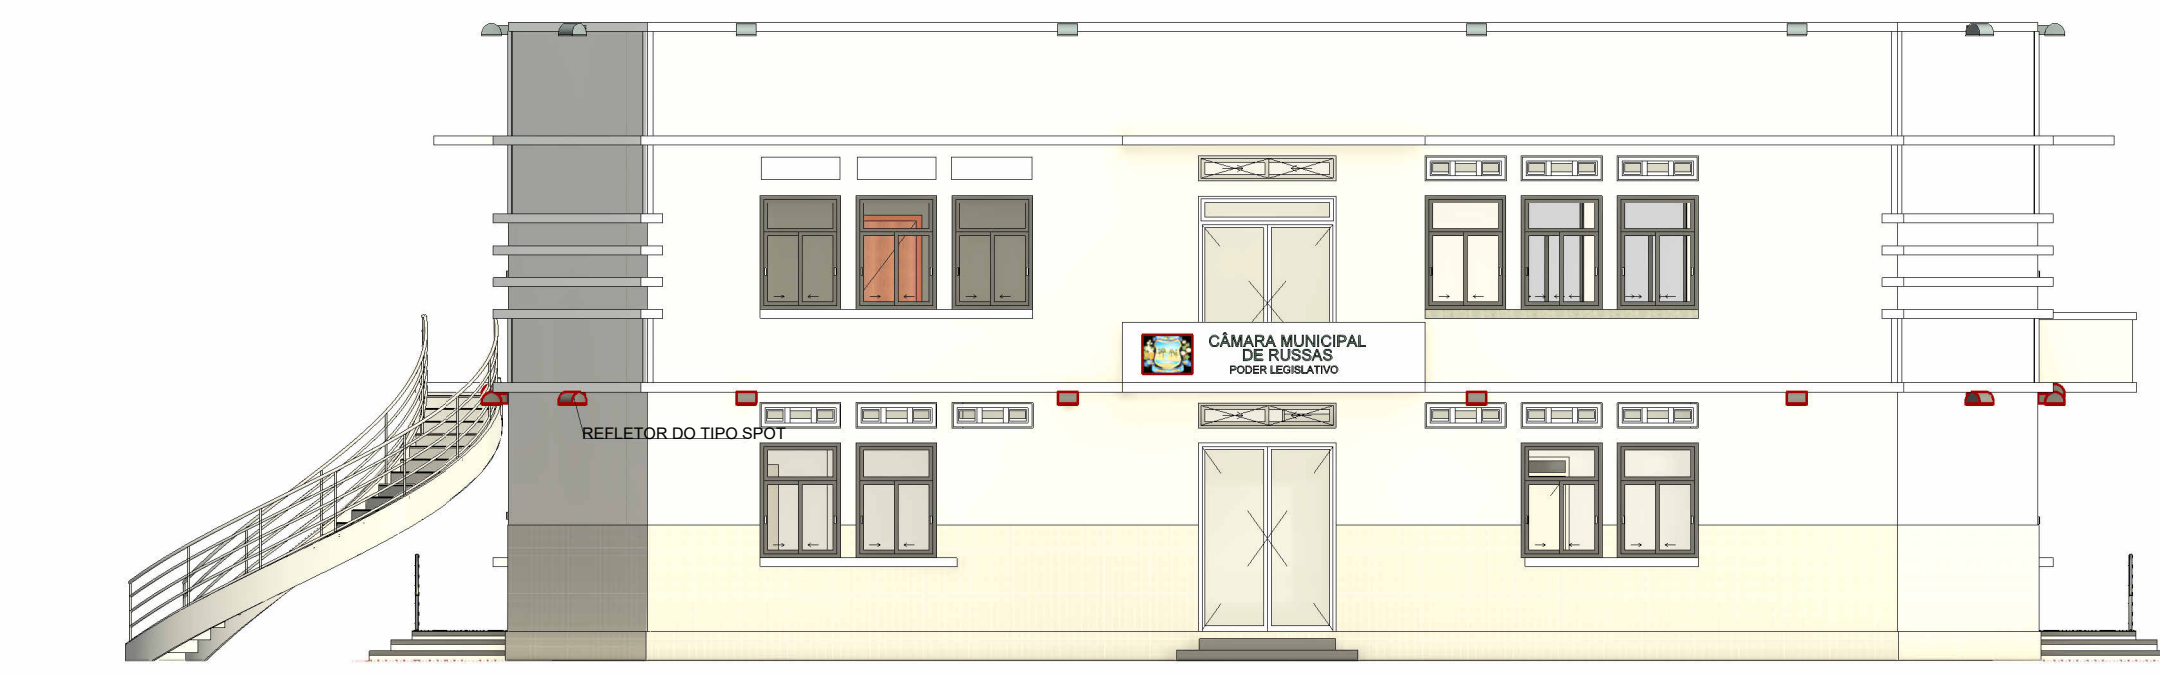 CÂMARA MUNICIPAL
DE RUSSAS
PODER LEGISLATIVO
REFLETOR DO TIPO SPOT